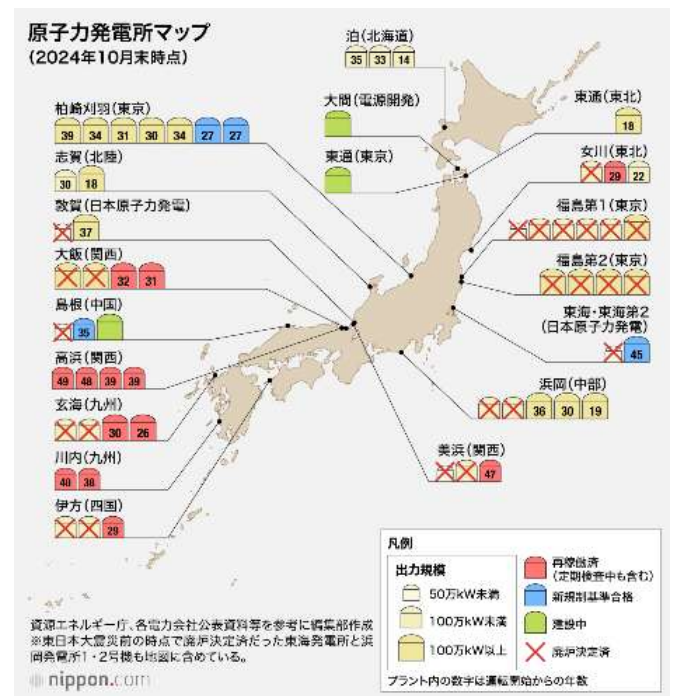 原子力発電所マップ
(2024年10月末時点)
泊(北海道)
35 33 14
大間(電源開発)
東通(東北)
18
東通(東京)
柏崎刈羽(東京)
39 34 31 30 34 27 27
女川(東北)
29 22
志賀(北陸)
30 18
福島第1(東京)
敦賀(日本原子力発電)
37
福島第2(東京)
大飯(関西)
32 31
東海・東海第2
(日本原子力発電)
45
島根(中国)
35
高浜(関西)
49 48 39 39
浜岡(中部)
36 30 19
玄海(九州)
30 26
美浜(関西)
47
川内(九州)
40 38
伊方(四国)
29
凡例
出力規模
50万kW未満
100万kW未満
100万kW以上
再稼働済
(定期検査中も含む)
新規制基準合格
建設中
廃炉決定済
プラント内の数字は運転開始からの年数
資源エネルギー庁、各電力会社公表資料等を参考に編集部作成
※東日本大震災前の時点で廃炉決定済だった東海発電所と浜
岡発電所1・2号機も地図に含めている。
nippon.com